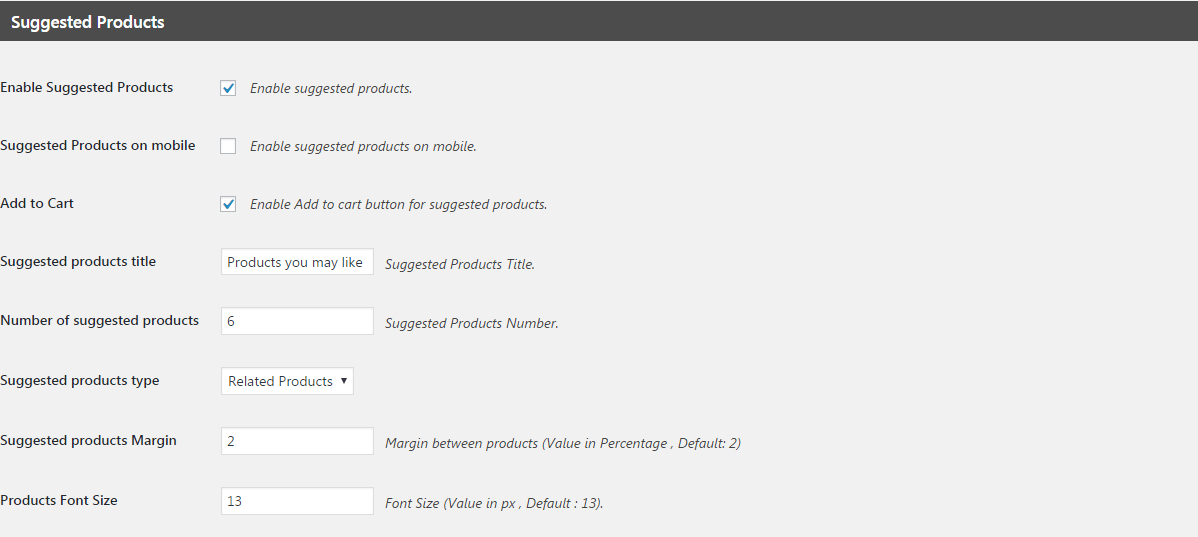 Suggested Products
Enable Suggested Products Enable suggested products.
Suggested Products on mobile Enable suggested products on mobile.
Add to Cart Enable Add to cart button for suggested products.
Suggested products title Products you may like Suggested Products Title.
Number of suggested products 6 Suggested Products Number.
Suggested products type Related Products
Suggested products Margin 2 Margin between products (Value in Percentage , Default: 2)
Products Font Size 13 Font Size (Value in px , Default : 13).